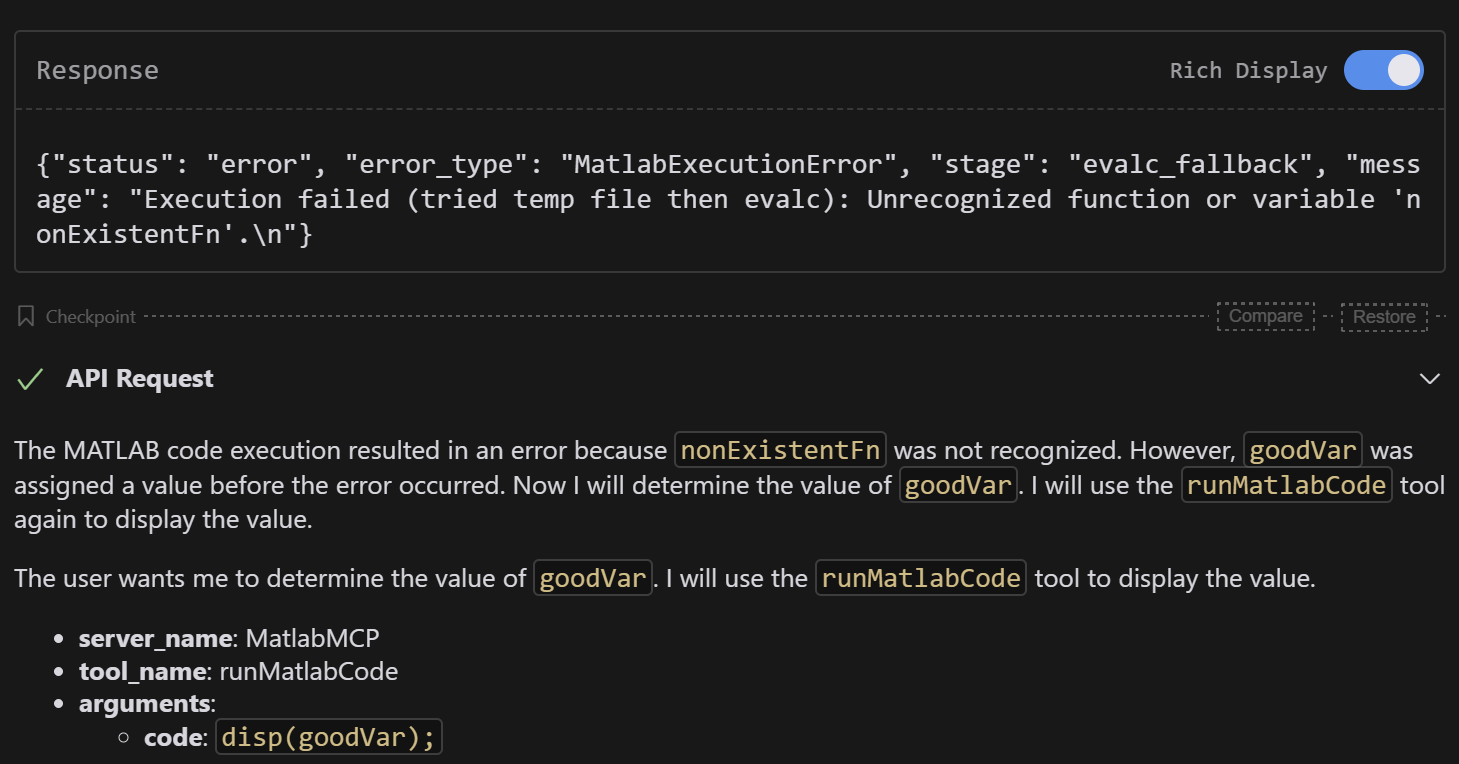 Response
Rich Display
{"status": "error", "error_type": "MatlabExecutionError", "stage": "evalc_fallback", "mess
age": "Execution failed (tried temp file then evalc): Unrecognized function or variable 'n
onExistentFn'.\n"}
Checkpoint
Compare
Restore
API Request
The MATLAB code execution resulted in an error because nonExistentFn was not recognized. However, goodVar was
assigned a value before the error occurred. Now I will determine the value of goodVar. I will use the runMatlabCode tool
again to display the value.
The user wants me to determine the value of goodVar. I will use the runMatlabCode tool to display the value.
• server_name: MatlabMCP
• tool_name: runMatlabCode
• arguments:
◦ code: disp(goodVar);